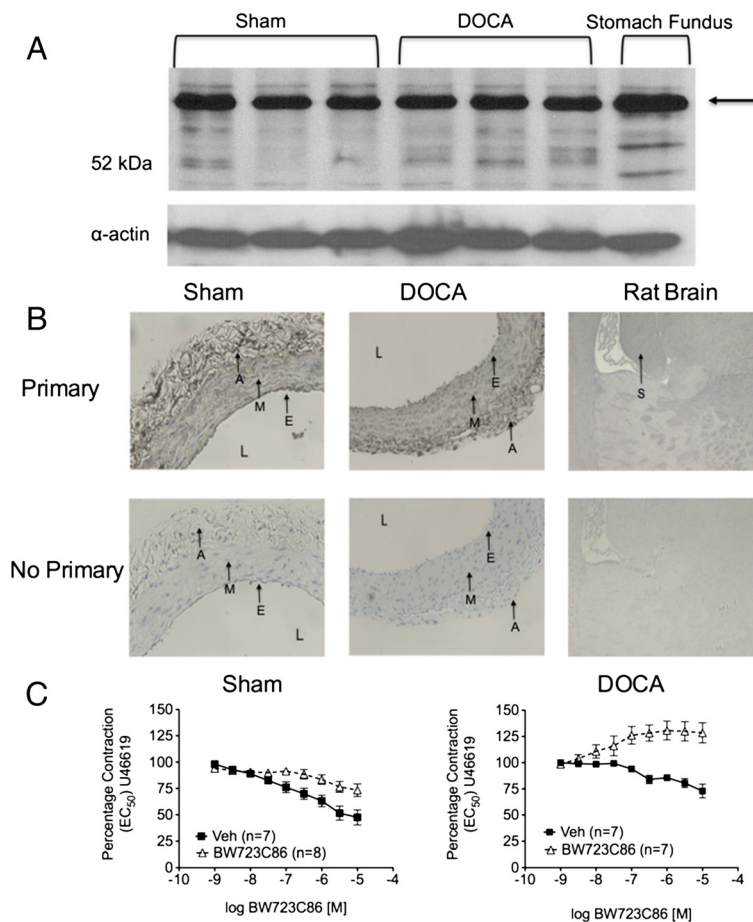 A
Sham DOCA Stomach Fundus
52 kDa
α-actin
B
Sham DOCA Rat Brain
Primary
A
M
E
L
L
E
M
A
S
No Primary
A
M
E
L
L
E
M
A
C
Sham
Percentage Contraction
(EC50) U46619
150
125
100
75
50
25
0
Veh (n=7)
BW723C86 (n=8)
-10 -9 -8 -7 -6 -5 -4
log BW723C86 [M]
DOCA
Percentage Contraction
(EC50) U46619
150
125
100
75
50
25
0
Veh (n=7)
BW723C86 (n=7)
-10 -9 -8 -7 -6 -5 -4
log BW723C86 [M]